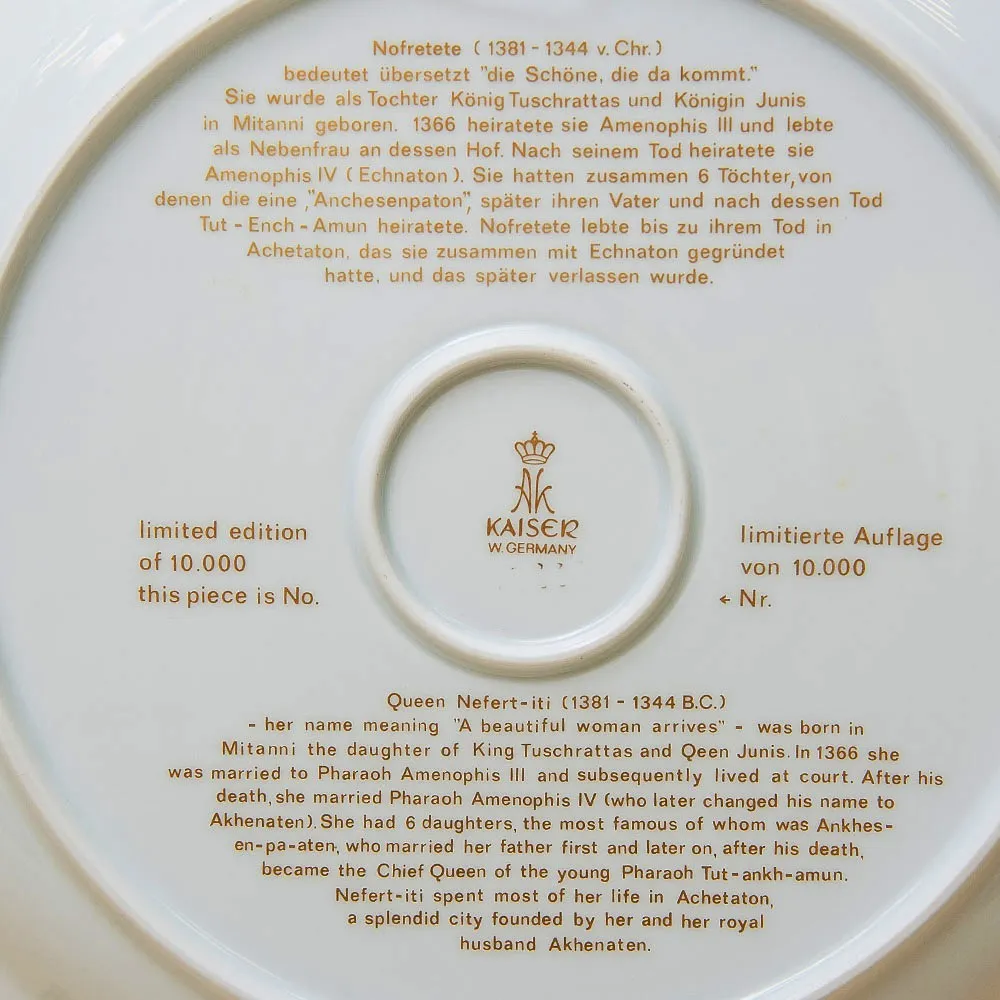 Nofretete ( 1381 - 1344 v. Chr. )
bedeutet übersetzt "die Schöne, die da kommt."
Sie wurde als Tochter König Tuschrattas und Königin Junis
in Mitanni geboren. 1366 heiratete sie Amenophis III und lebte
als Nebenfrau an dessen Hof. Nach seinem Tod heiratete sie
Amenophis IV ( Echnaton ). Sie hatten zusammen 6 Töchter, von
denen die eine „Anchesenpaton”, später ihren Vater und nach dessen Tod
Tut - Ench - Amun heiratete. Nofretete lebte bis zu ihrem Tod in
Achetaton, das sie zusammen mit Echnaton gegründet
hatte, und das später verlassen wurde.
AK
KAISER
W. GERMANY
limited edition
of 10.000
this piece is No.
limitierte Auflage
von 10.000
← Nr.
Queen Nefert-iti (1381 - 1344 B.C.)
- her name meaning "A beautiful woman arrives" - was born in
Mitanni the daughter of King Tuschrattas and Qeen Junis. In 1366 she
was married to Pharaoh Amenophis III and subsequently lived at court. After his
death, she married Pharaoh Amenophis IV (who later changed his name to
Akhenaten). She had 6 daughters, the most famous of whom was Ankhes-
en-pa-aten, who married her father first and later on, after his death,
became the Chief Queen of the young Pharaoh Tut-ankh-amun.
Nefert-iti spent most of her life in Achetaton,
a splendid city founded by her and her royal
husband Akhenaten.